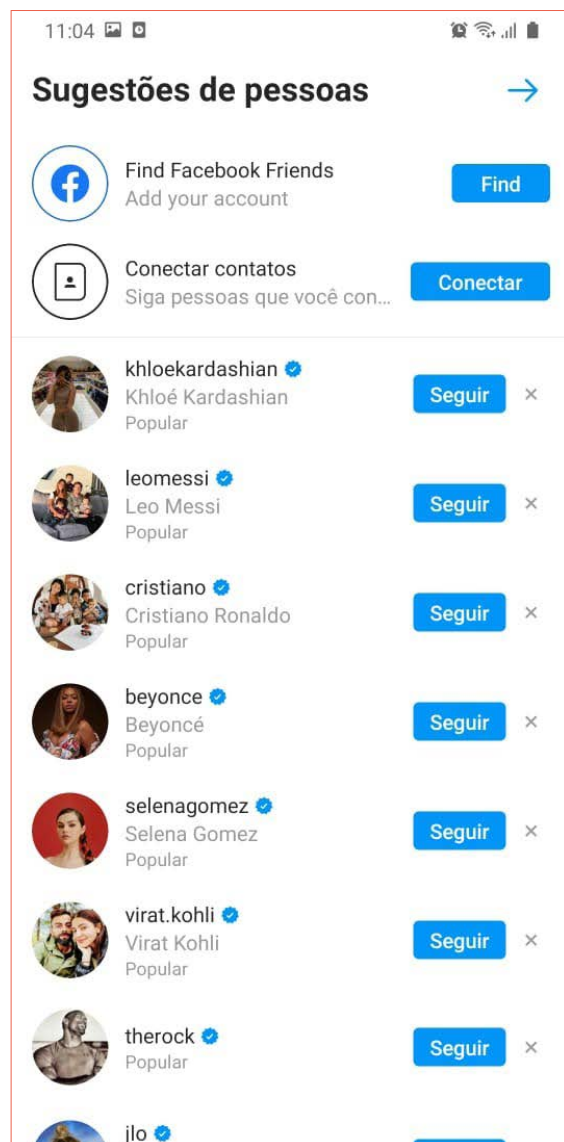 11:04
Sugestões de pessoas
Find Facebook Friends
Add your account
Find
Conectar contatos
Siga pessoas que você con...
Conectar
khloekardashian
Khloé Kardashian
Popular
Seguir
leomessi
Leo Messi
Popular
Seguir
cristiano
Cristiano Ronaldo
Popular
Seguir
beyonce
Beyoncé
Popular
Seguir
selenagomez
Selena Gomez
Popular
Seguir
virat.kohli
Virat Kohli
Popular
Seguir
therock
Popular
Seguir
jlo